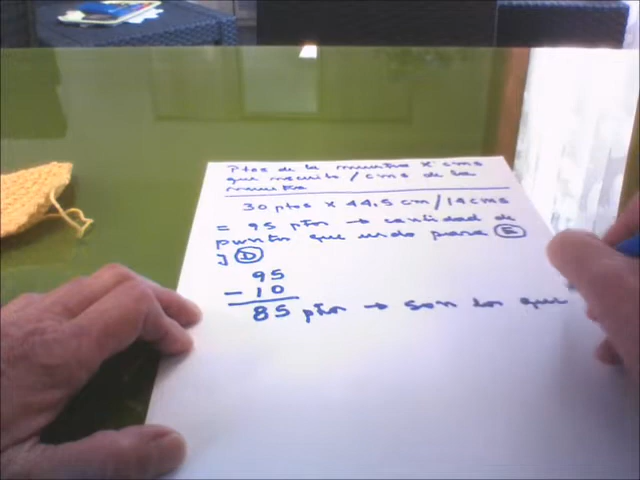 Ptos de la muestra x cms
que necesito / cms de la
muestra
30 ptos x 44,5 cm / 14 cms
= 95 ptos → cantidad de
puntos que mido para E
y D
95
- 10
85 ptos → son los que